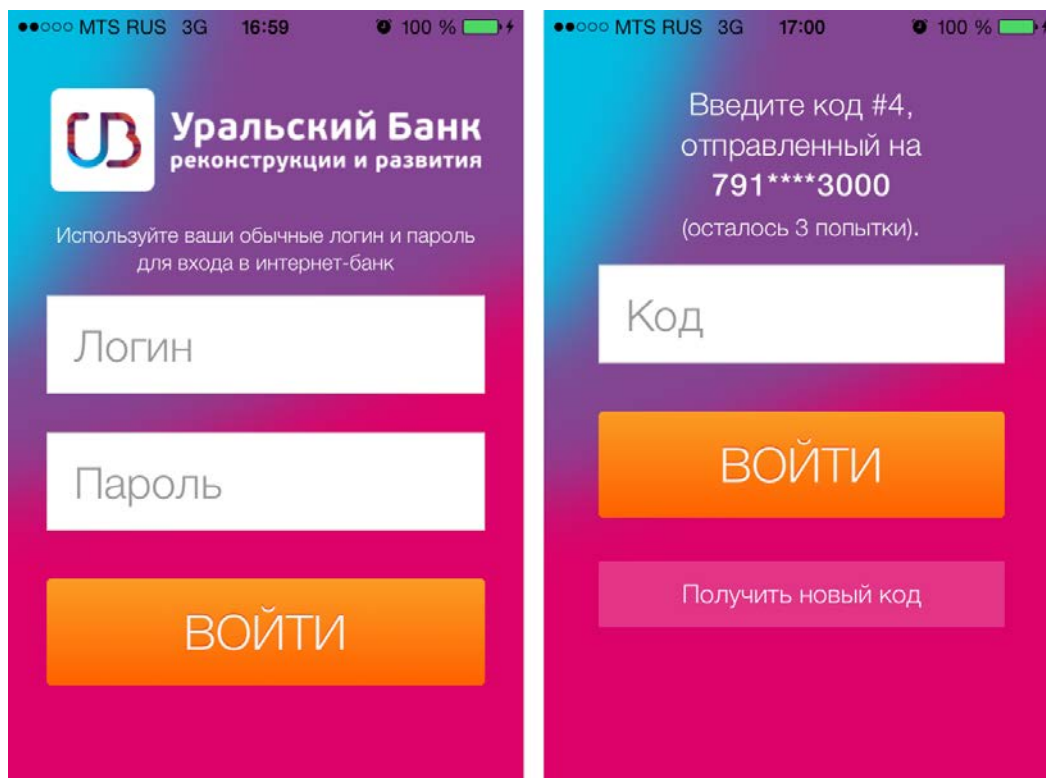 MTS RUS 3G 16:59 100 %
UB Уральский Банк
реконструкции и развития
Используйте ваши обычные логин и пароль
для входа в интернет-банк
Логин
Пароль
ВОЙТИ
MTS RUS 3G 17:00 100 %
Введите код #4,
отправленный на
791****3000
(осталось 3 попытки).
Код
ВОЙТИ
Получить новый код